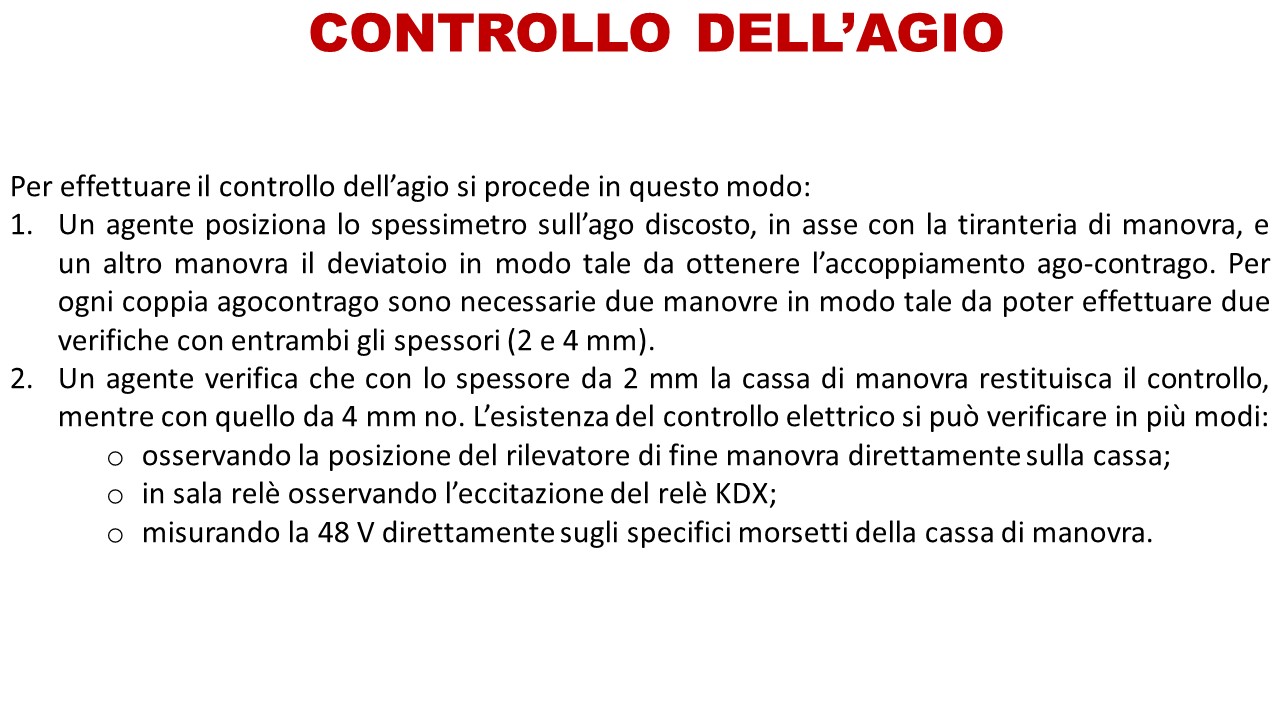 CONTROLLO DELL’AGIO
Per effettuare il controllo dell’agio si procede in questo modo:
1. Un agente posiziona lo spessimetro sull’ago discosto, in asse con la tiranteria di manovra, e
un altro manovra il deviatoio in modo tale da ottenere l’accoppiamento ago-contrago. Per
ogni coppia agocontrago sono necessarie due manovre in modo tale da poter effettuare due
verifiche con entrambi gli spessori (2 e 4 mm).
2. Un agente verifica che con lo spessore da 2 mm la cassa di manovra restituisca il controllo,
mentre con quello da 4 mm no. L’esistenza del controllo elettrico si può verificare in più modi:
o osservando la posizione del rilevatore di fine manovra direttamente sulla cassa;
o in sala relè osservando l’eccitazione del relè KDX;
o misurando la 48 V direttamente sugli specifici morsetti della cassa di manovra.